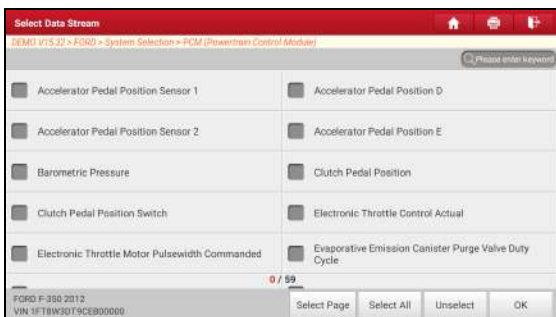 Select Data Stream
DEMO V15.32 > FORD > System Selection > PCM (Powertrain Control Module)
Please enter keyword
Accelerator Pedal Position Sensor 1
Accelerator Pedal Position D
Accelerator Pedal Position Sensor 2
Accelerator Pedal Position E
Barometric Pressure
Clutch Pedal Position
Clutch Pedal Position Switch
Electronic Throttle Control Actual
Electronic Throttle Motor Pulsewidth Commanded
Evaporative Emission Canister Purge Valve Duty
Cycle
0 / 59
FORD F-350 2012
VIN 1FT8W3DT9CEB00000
Select Page
Select All
Unselect
OK